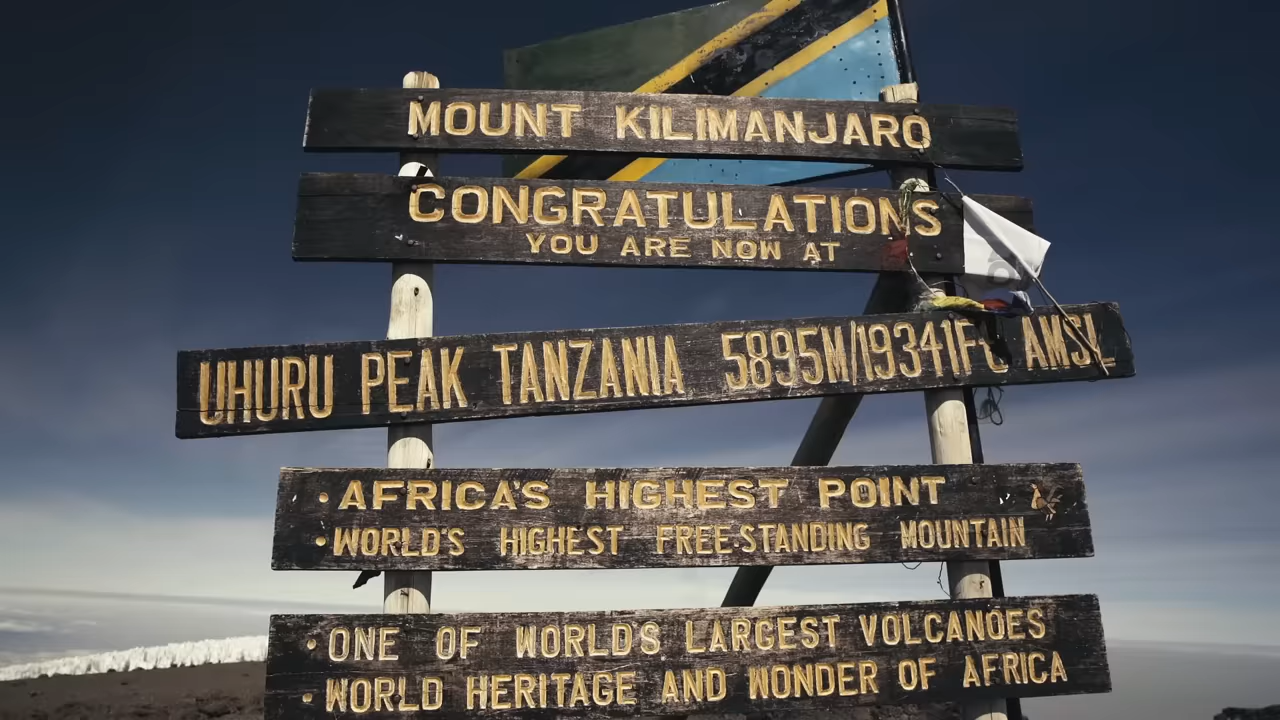 MOUNT KILIMANJARO
CONGRATULATIONS
YOU ARE NOW AT
UHURU PEAK TANZANIA 5895M/19341Ft AMSL
• AFRICA'S HIGHEST POINT
• WORLD'S HIGHEST FREE-STANDING MOUNTAIN
• ONE OF WORLDS LARGEST VOLCANOES
• WORLD HERITAGE AND WONDER OF AFRICA